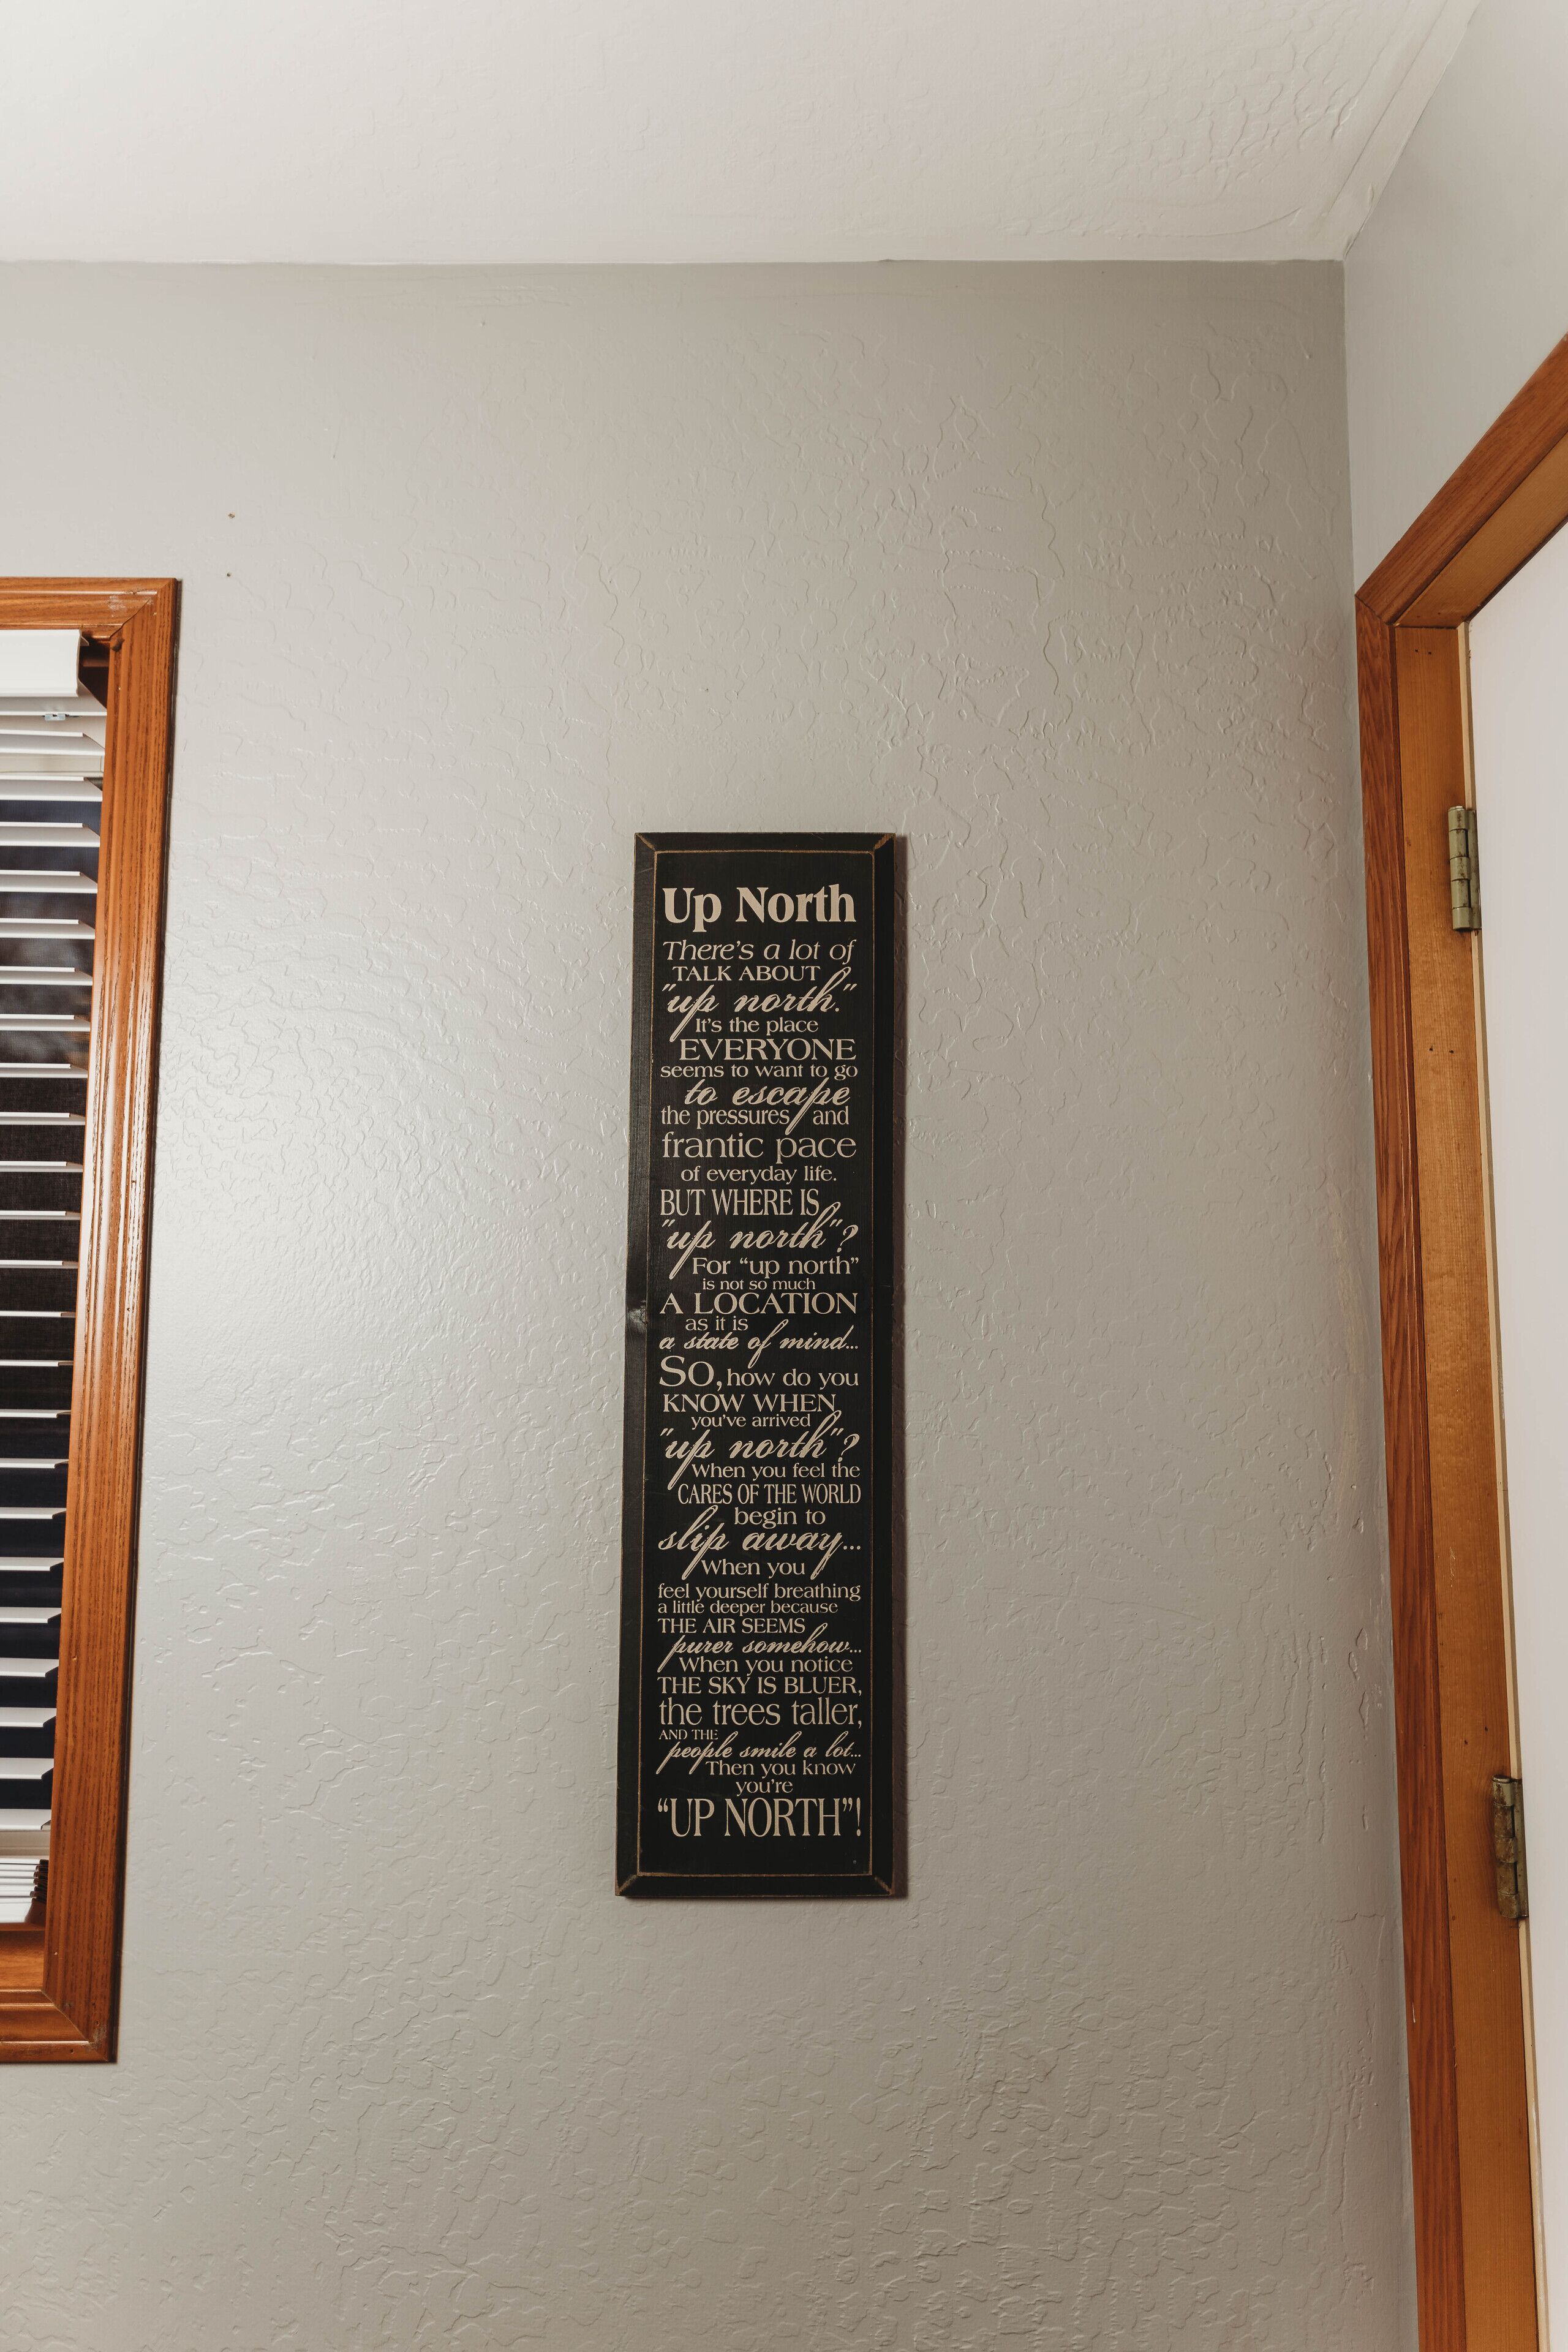 Up North
There's a lot of
TALK ABOUT
"up north."
It's the place
EVERYONE
seems to want to go
to escape
the pressures and
frantic pace
of everyday life.
BUT WHERE IS
"up north"?
For “up north”
is not so much
A LOCATION
as it is
a state of mind...
SO, how do you
KNOW WHEN
you've arrived
"up north"?
When you feel the
CARES OF THE WORLD
begin to
slip away...
When you
feel yourself breathing
a little deeper because
THE AIR SEEMS
purer somehow...
When you notice
THE SKY IS BLUER,
the trees taller,
AND THE
people smile a lot...
Then you know
you're
“UP NORTH”!